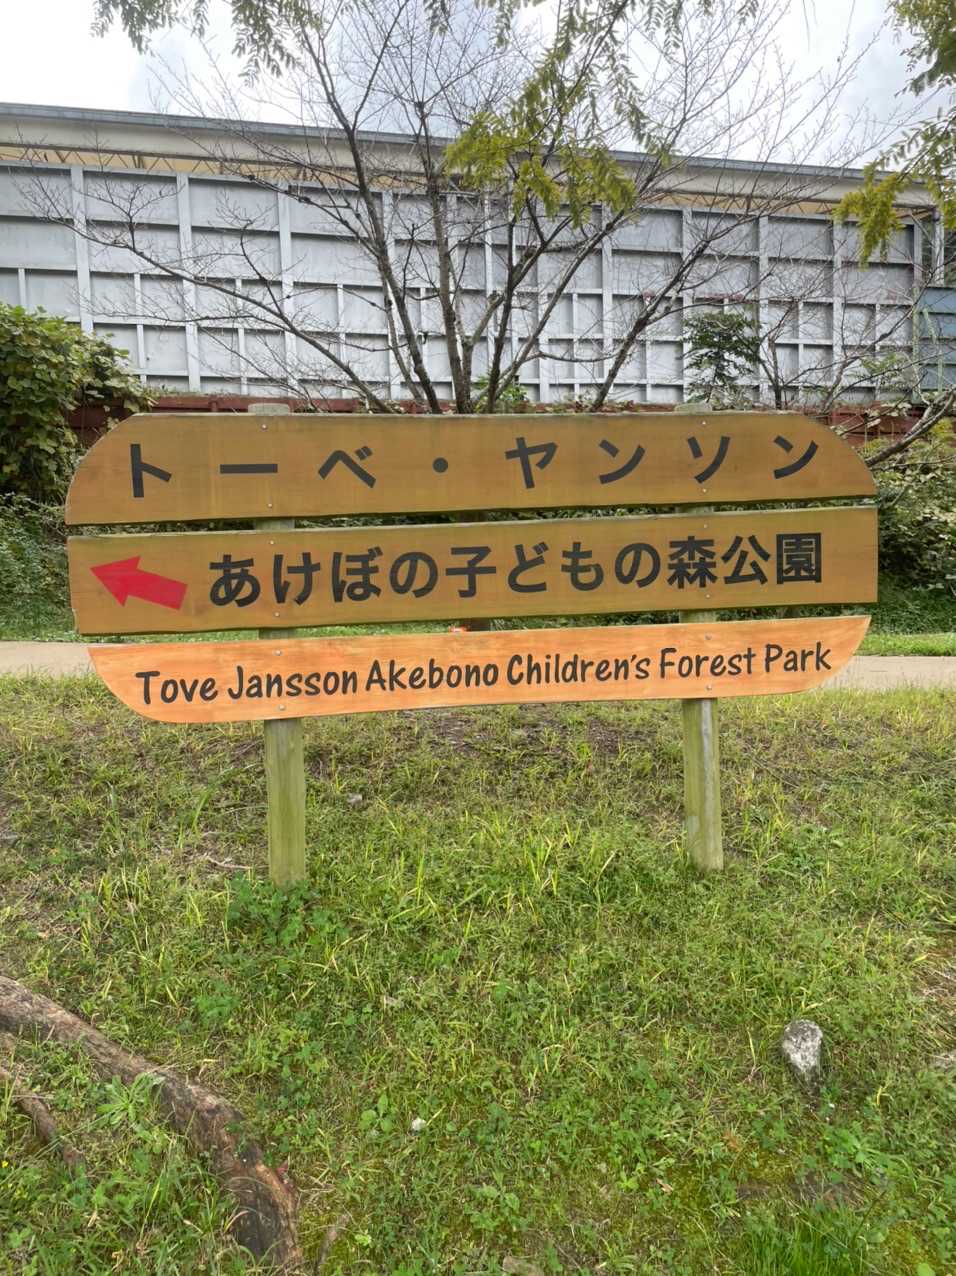 トーベ・ヤンソン
あけぼの子どもの森公園
Tove Jansson Akebono Children's Forest Park